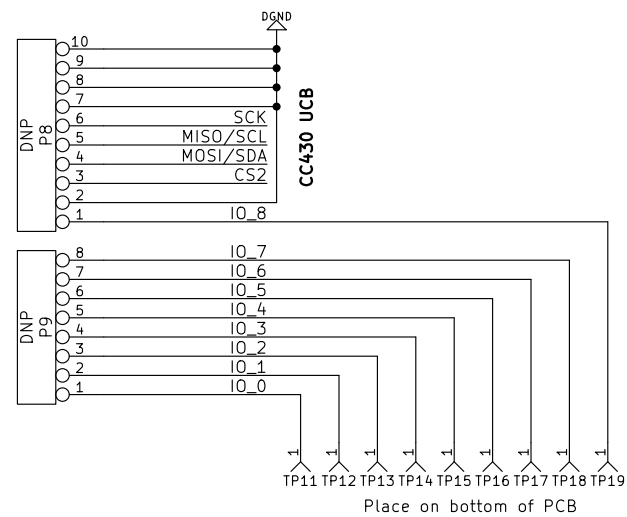 DGND
10
9
8
7
6 SCK
5 MISO/SCL
4 MOSI/SDA
3 CS2
2
1 IO_8
DNP
P8
CC430 UCB
8 IO_7
7 IO_6
6 IO_5
5 IO_4
4 IO_3
3 IO_2
2 IO_1
1 IO_0
DNP
P9
1 1 1 1 1 1 1 1 1
TP11 TP12 TP13 TP14 TP15 TP16 TP17 TP18 TP19
Place on bottom of PCB